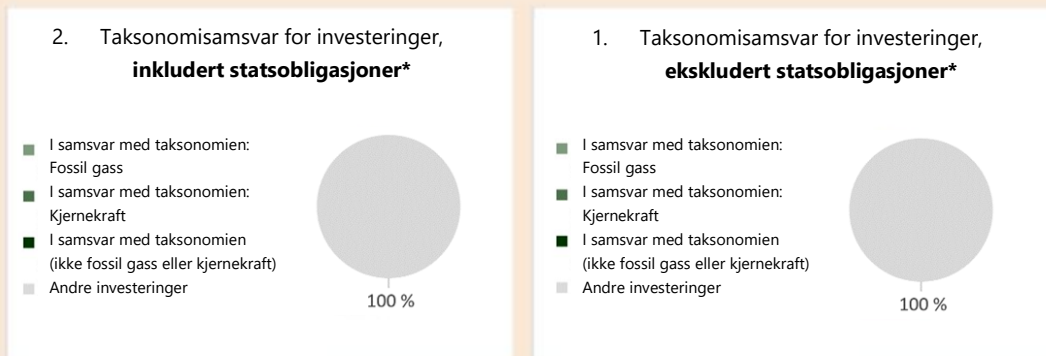 2. Taksonomisamsvar for investeringer,
inkludert statsobligasjoner*
I samsvar med taksonomien:
Fossil gass
I samsvar med taksonomien:
Kjernekraft
I samsvar med taksonomien
(ikke fossil gass eller kjernekraft)
Andre investeringer
100 %
1. Taksonomisamsvar for investeringer,
ekskludert statsobligasjoner*
I samsvar med taksonomien:
Fossil gass
I samsvar med taksonomien:
Kjernekraft
I samsvar med taksonomien
(ikke fossil gass eller kjernekraft)
Andre investeringer
100 %